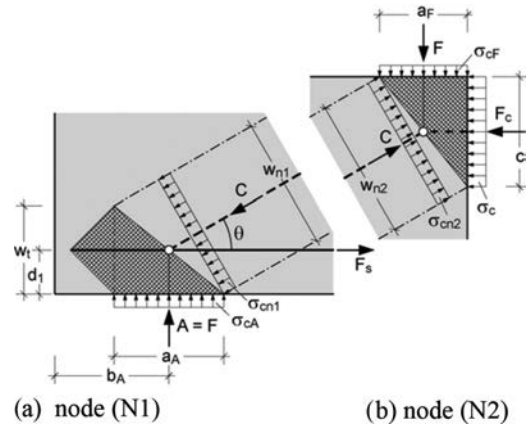 a_F
F
σ_cF
F_c
C
c
w_n2
σ_cn2
σ_c
w_n1
C
θ
w_t
d_1
F_s
σ_cn1
σ_cA
A = F
a_A
b_A
(a) node (N1)
(b) node (N2)